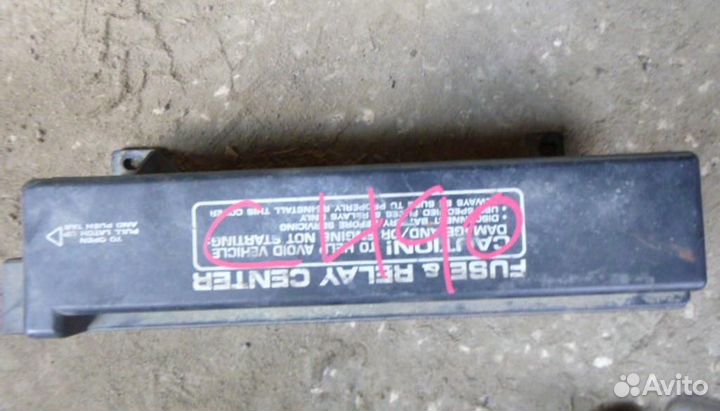 FUSE & RELAY CENTER
CAUTION! TO HELP AVOID VEHICLE
DAMAGE AND/OR ENGINE NOT STARTING:
• DISCONNECT BATTERY BEFORE SERVICING
• USE SPECIFIED FUSES & RELAYS ONLY
ALWAYS BE SURE TO PROPERLY REINSTALL THIS COVER
TO OPEN
PULL LOCKS UP
AND PUSH TAB
C490
Avito